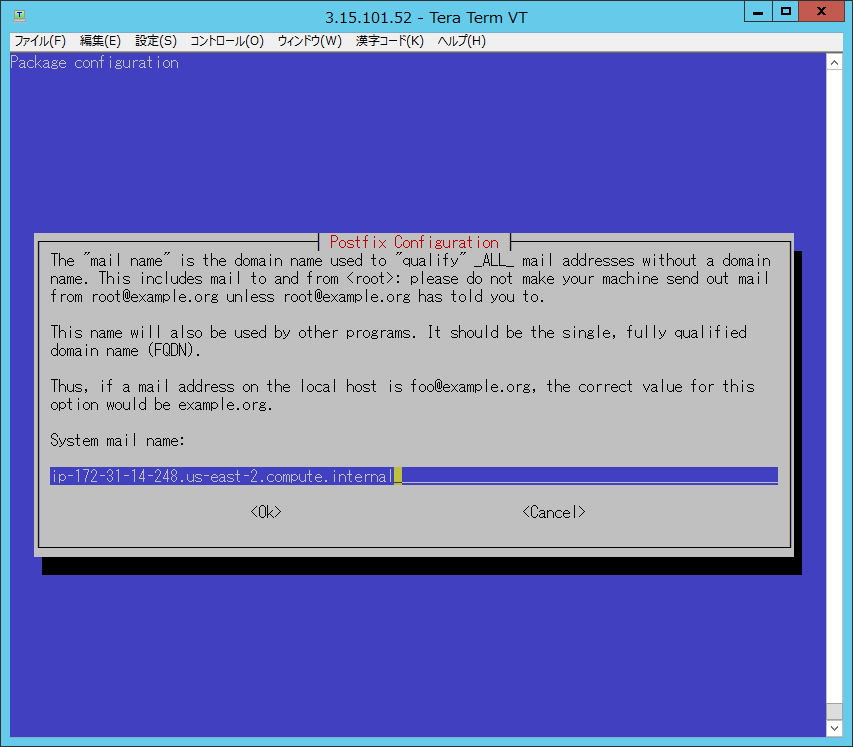 3.15.101.52 - Tera Term VT
ファイル(F) 編集(E) 設定(S) コントロール(O) ウィンドウ(W) 漢字コード(K) ヘルプ(H)
Package configuration
Postfix Configuration
The "mail name" is the domain name used to "qualify" _ALL_ mail addresses without a domain
name. This includes mail to and from <root>: please do not make your machine send out mail
from root@example.org unless root@example.org has told you to.
This name will also be used by other programs. It should be the single, fully qualified
domain name (FQDN).
Thus, if a mail address on the local host is foo@example.org, the correct value for this
option would be example.org.
System mail name:
ip-172-31-14-248.us-east-2.compute.internal
<Ok> <Cancel>